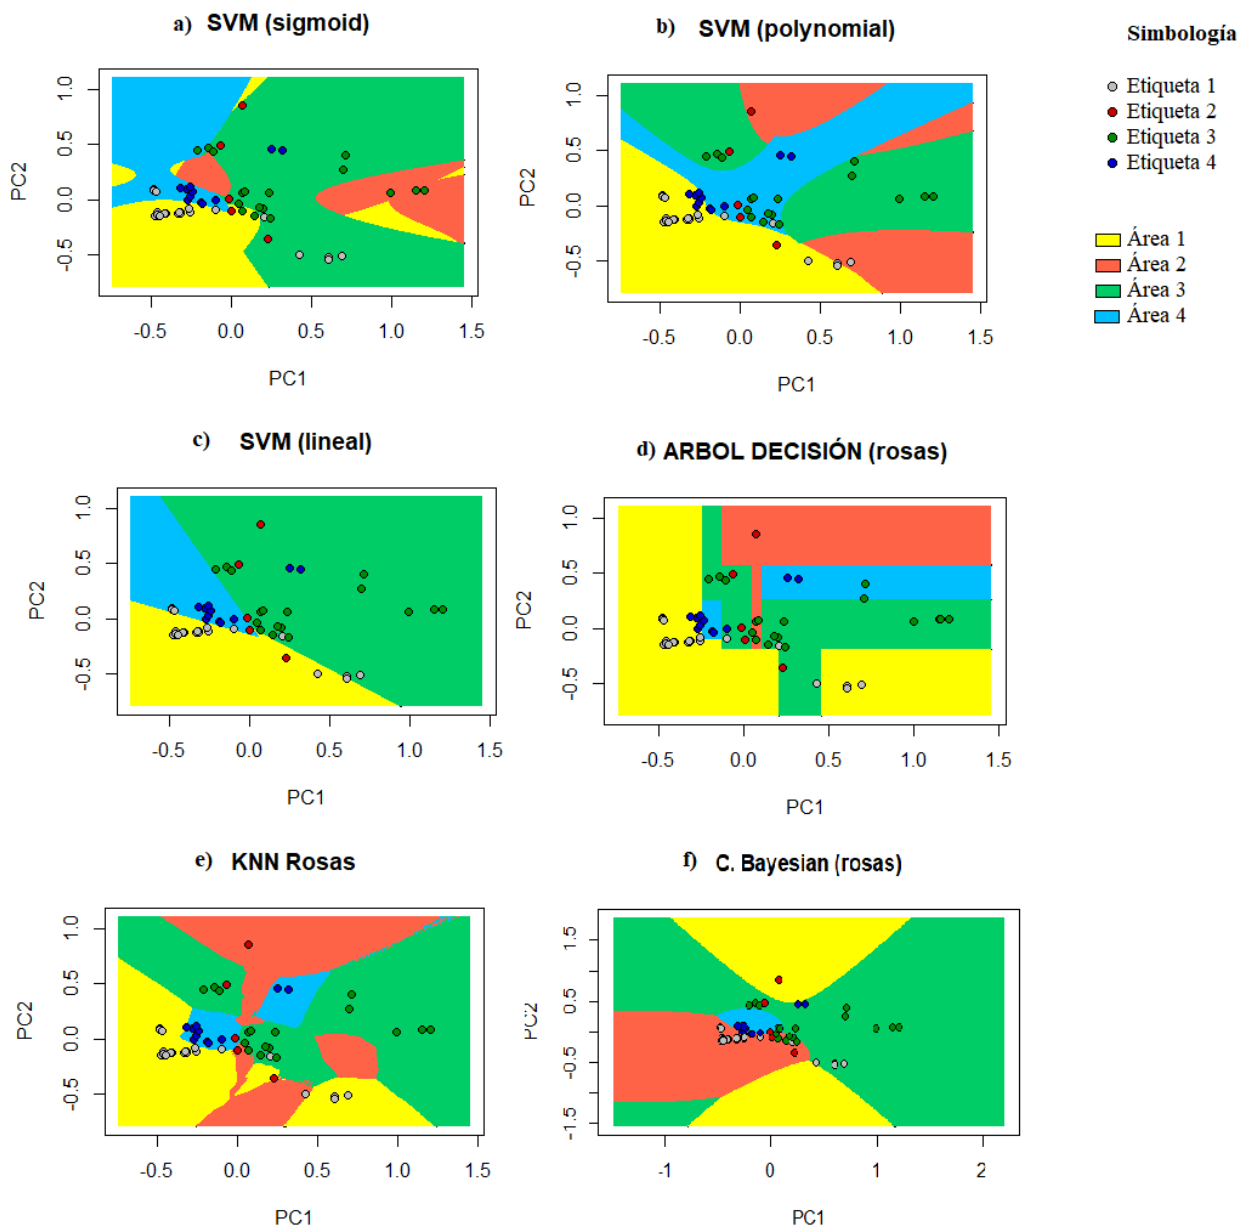 a) SVM (sigmoid)
PC2
-0.5 0.0 0.5 1.0
-0.5 0.0 0.5 1.0 1.5
PC1
b) SVM (polynomial)
PC2
-0.5 0.0 0.5 1.0
-0.5 0.0 0.5 1.0 1.5
PC1
Simbología
Etiqueta 1
Etiqueta 2
Etiqueta 3
Etiqueta 4
Área 1
Área 2
Área 3
Área 4
c) SVM (lineal)
PC2
-0.5 0.0 0.5 1.0
-0.5 0.0 0.5 1.0 1.5
PC1
d) ARBOL DECISIÓN (rosas)
PC2
-0.5 0.0 0.5 1.0
-0.5 0.0 0.5 1.0 1.5
PC1
e) KNN Rosas
PC2
-0.5 0.0 0.5 1.0
-0.5 0.0 0.5 1.0 1.5
PC1
f) C. Bayesian (rosas)
PC2
-1.5 -0.5 0.5 1.5
-1 0 1 2
PC1